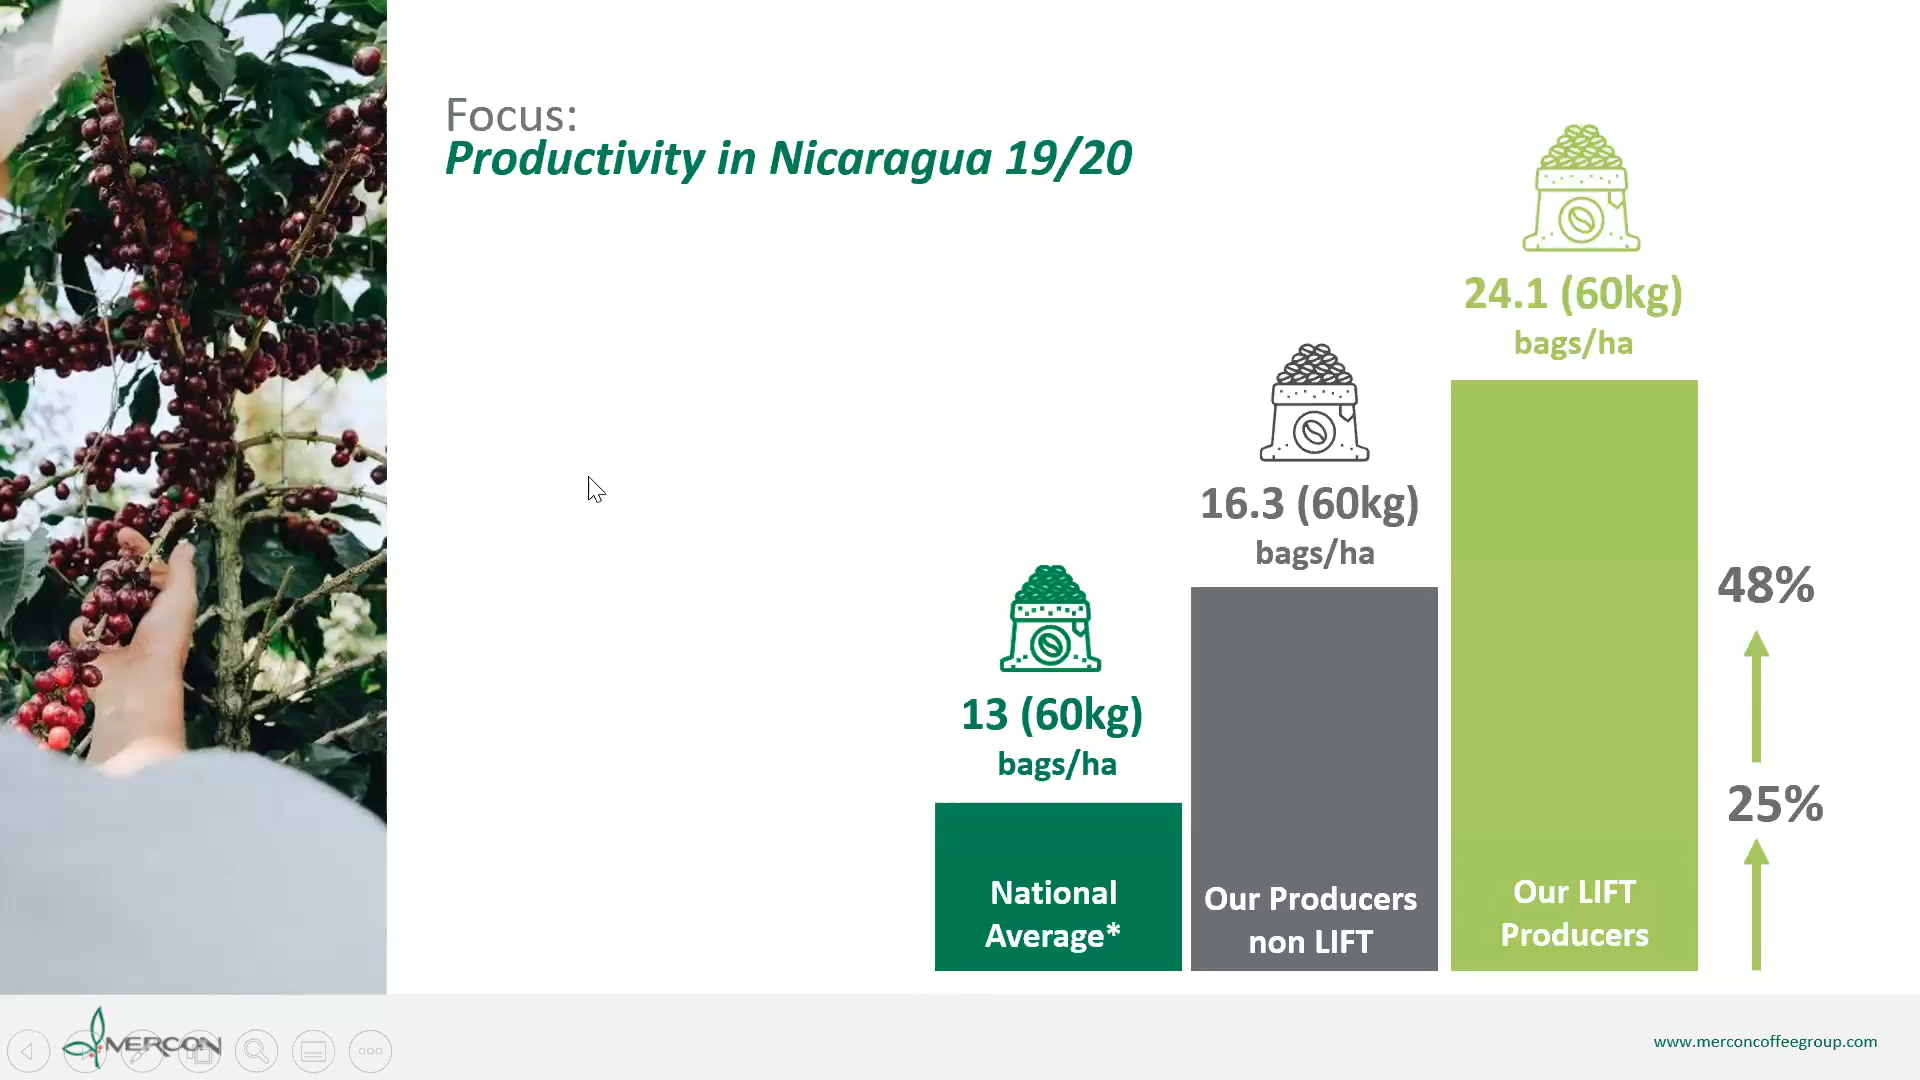 Focus:
Productivity in Nicaragua 19/20
24.1 (60kg)
bags/ha
16.3 (60kg)
bags/ha
13 (60kg)
bags/ha
48%
25%
National
Average*
Our Producers
non LIFT
Our LIFT
Producers
MERCON
www.merconcoffeegroup.com